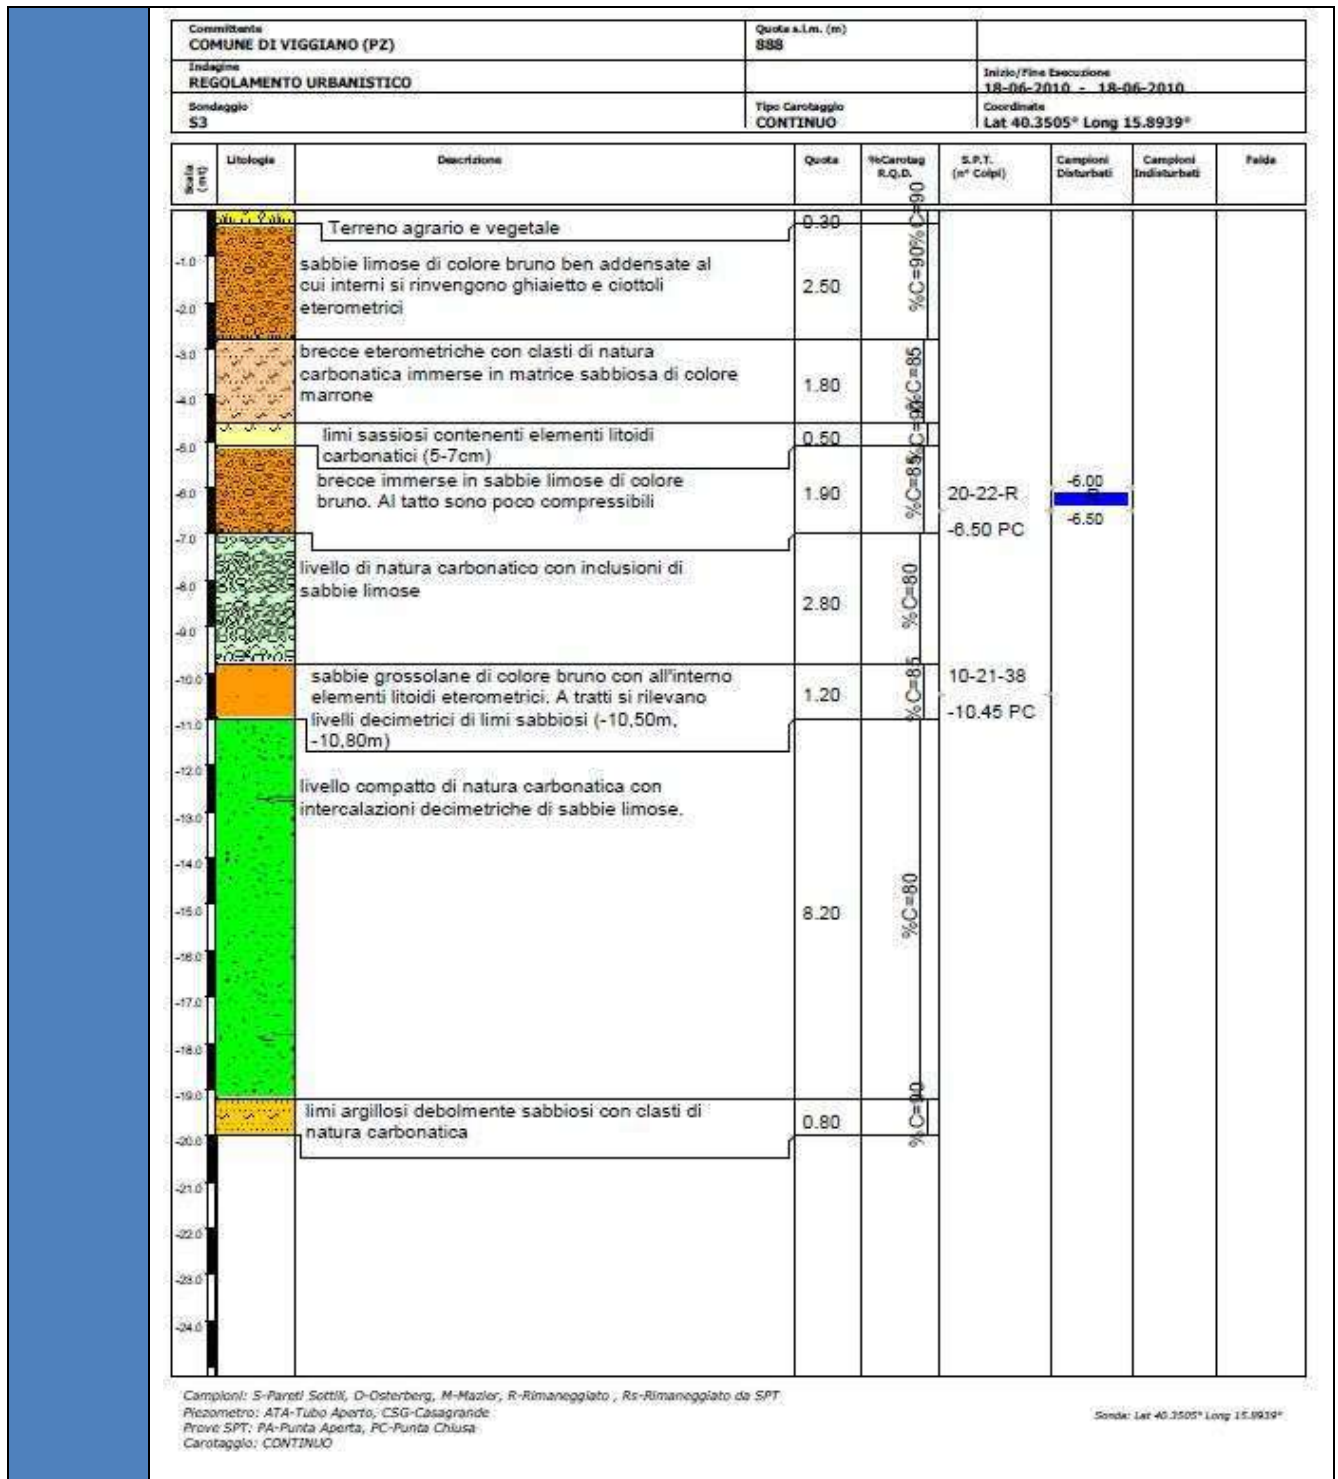 Committente
COMUNE DI VIGGIANO (PZ)
Quota s.l.m. (m)
888
Indagine
REGOLAMENTO URBANISTICO
Inizio/Fine Esecuzione
18-06-2010 - 18-06-2010
Sondaggio
S3
Tipo Carotaggio
CONTINUO
Coordinate
Lat 40.3505° Long 15.8939°
Scala (mt)
Litologia
Descrizione
Quota
%Carotag R.Q.D.
S.P.T. (n° Colpi)
Campioni Disturbati
Campioni Indisturbati
Falda
Terreno agrario e vegetale
0.30
%C=90
-1.0
sabbie limose di colore bruno ben addensate al
cui interni si rinvengono ghiaietto e ciottoli
eterometrici
2.50
%C=90
-2.0
-3.0
brecce eterometriche con clasti di natura
carbonatica immerse in matrice sabbiosa di colore
marrone
1.80
%C=85
-4.0
limi sassiosi contenenti elementi litoidi
carbonatici (5-7cm)
0.50
%C=90
-5.0
brecce immerse in sabbie limose di colore
bruno. Al tatto sono poco compressibili
1.90
%C=85
20-22-R
-6.50 PC
-6.00
R
-6.50
-6.0
-7.0
livello di natura carbonatico con inclusioni di
sabbie limose
2.80
%C=80
-8.0
-9.0
sabbie grossolane di colore bruno con all'interno
elementi litoidi eterometrici. A tratti si rilevano
livelli decimetrici di limi sabbiosi (-10,50m,
-10,80m)
1.20
%C=85
10-21-38
-10.45 PC
-10.0
-11.0
livello compatto di natura carbonatica con
intercalazioni decimetriche di sabbie limose.
8.20
%C=80
-12.0
-13.0
-14.0
-15.0
-16.0
-17.0
-18.0
-19.0
limi argillosi debolmente sabbiosi con clasti di
natura carbonatica
0.80
%C=90
-20.0
-21.0
-22.0
-23.0
-24.0
Campioni: S-Pareti Sottili, O-Osterberg, M-Mazier, R-Rimaneggiato , Rs-Rimaneggiato da SPT
Piezometro: ATA-Tubo Aperto, CSG-Casagrande
Prove SPT: PA-Punta Aperta, PC-Punta Chiusa
Carotaggio: CONTINUO
Sonda: Lat 40.3505° Long 15.8939°